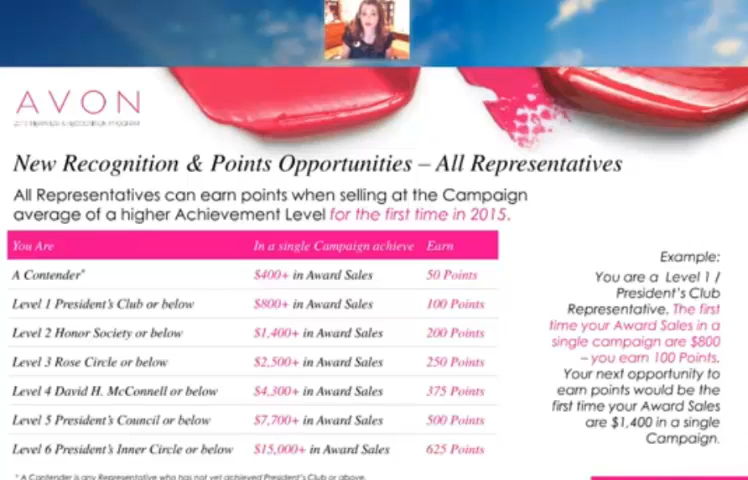 AVON
2015 REWARDS & RECOGNITION PROGRAM
New Recognition & Points Opportunities – All Representatives
All Representatives can earn points when selling at the Campaign
average of a higher Achievement Level for the first time in 2015.
You Are In a single Campaign achieve Earn
A Contender* $400+ in Award Sales 50 Points
Level 1 President's Club or below $800+ in Award Sales 100 Points
Level 2 Honor Society or below $1,400+ in Award Sales 200 Points
Level 3 Rose Circle or below $2,500+ in Award Sales 250 Points
Level 4 David H. McConnell or below $4,300+ in Award Sales 375 Points
Level 5 President's Council or below $7,700+ in Award Sales 500 Points
Level 6 President's Inner Circle or below $15,000+ in Award Sales 625 Points
* A Contender is any Representative who has not yet achieved President's Club or above.
Example:
You are a Level 1 /
President's Club
Representative. The first
time your Award Sales in a
single campaign are $800
– you earn 100 Points.
Your next opportunity to
earn points would be the
first time your Award Sales
are $1,400 in a single
Campaign.